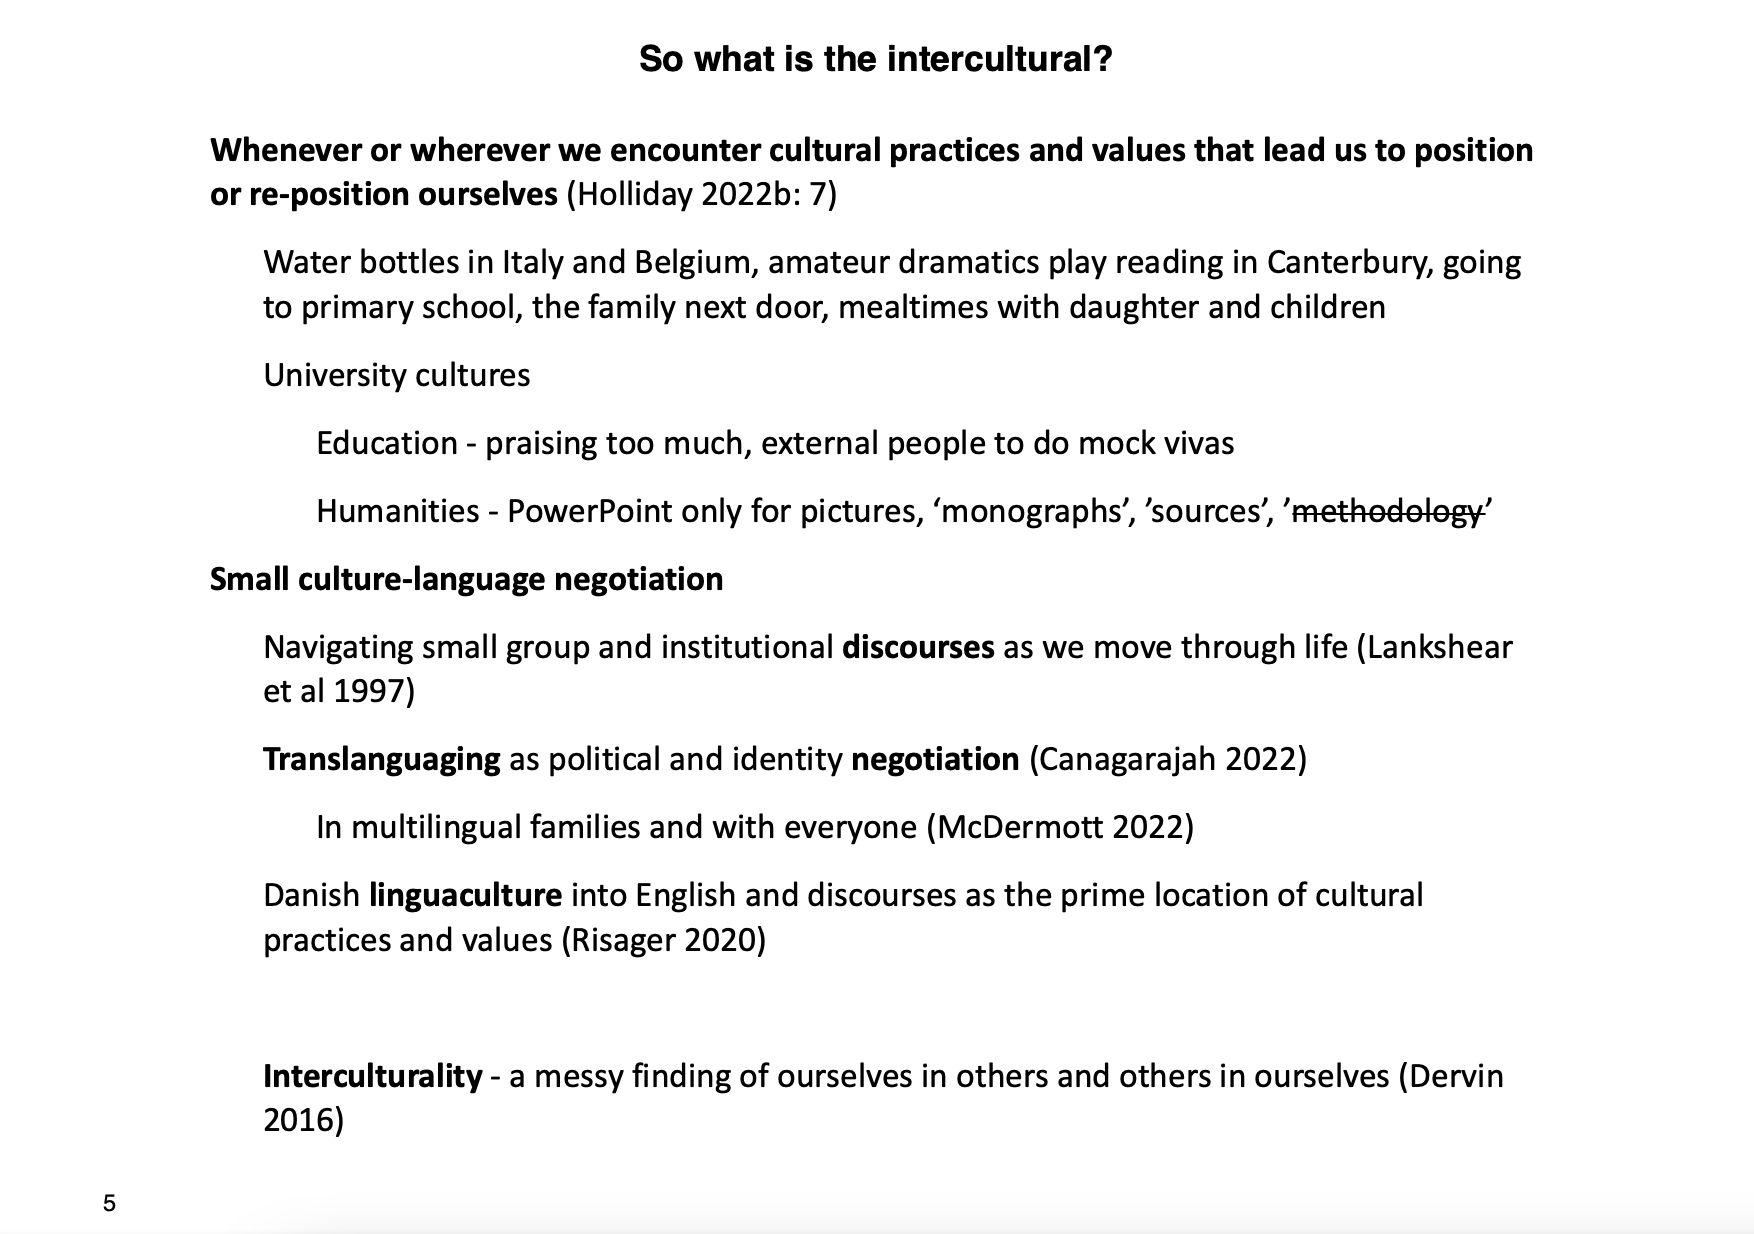 So what is the intercultural?
Whenever or wherever we encounter cultural practices and values that lead us to position
or re-position ourselves (Holliday 2022b: 7)
Water bottles in Italy and Belgium, amateur dramatics play reading in Canterbury, going
to primary school, the family next door, mealtimes with daughter and children
University cultures
Education - praising too much, external people to do mock vivas
Humanities - PowerPoint only for pictures, ‘monographs’, ’sources’, ’methodology’
Small culture-language negotiation
Navigating small group and institutional discourses as we move through life (Lankshear
et al 1997)
Translanguaging as political and identity negotiation (Canagarajah 2022)
In multilingual families and with everyone (McDermott 2022)
Danish linguaculture into English and discourses as the prime location of cultural
practices and values (Risager 2020)
Interculturality - a messy finding of ourselves in others and others in ourselves (Dervin
2016)
5